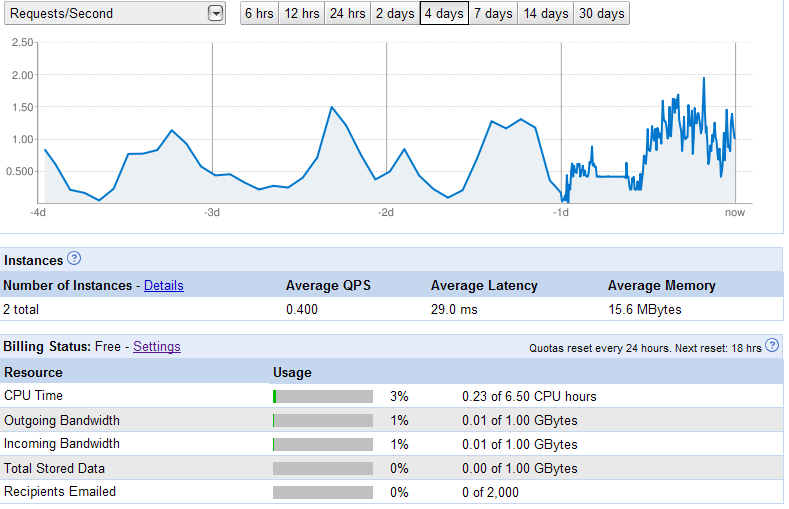 Requests/Second 6 hrs 12 hrs 24 hrs 2 days 4 days 7 days 14 days 30 days
2.50
2.00
1.50
1.00
0.500
-4d -3d -2d -1d now
Instances ?
Number of Instances - Details Average QPS Average Latency Average Memory
2 total 0.400 29.0 ms 15.6 MBytes
Billing Status: Free - Settings Quotas reset every 24 hours. Next reset: 18 hrs ?
Resource Usage
CPU Time 3% 0.23 of 6.50 CPU hours
Outgoing Bandwidth 1% 0.01 of 1.00 GBytes
Incoming Bandwidth 1% 0.01 of 1.00 GBytes
Total Stored Data 0% 0.00 of 1.00 GBytes
Recipients Emailed 0% 0 of 2,000